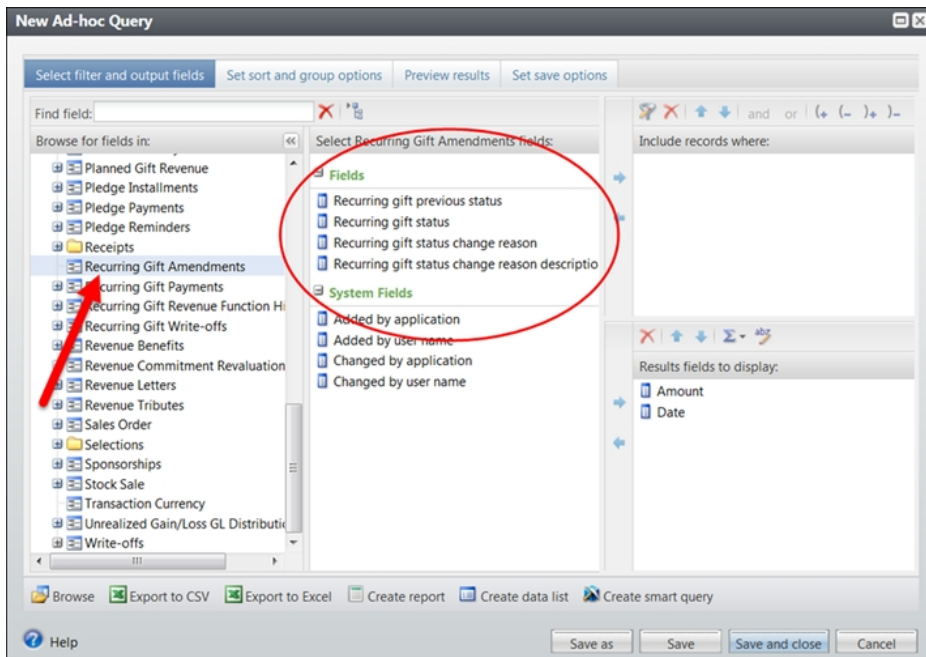 New Ad-hoc Query
Select filter and output fields
Set sort and group options
Preview results
Set save options
Find field:
and or (+ (- )+ )-
Browse for fields in:
Planned Gift Revenue
Pledge Installments
Pledge Payments
Pledge Reminders
Receipts
Recurring Gift Amendments
Recurring Gift Payments
Recurring Gift Revenue Function Hi
Recurring Gift Write-offs
Revenue Benefits
Revenue Commitment Revaluation
Revenue Letters
Revenue Tributes
Sales Order
Selections
Sponsorships
Stock Sale
Transaction Currency
Unrealized Gain/Loss GL Distributi
Write-offs
Select Recurring Gift Amendments fields:
Fields
Recurring gift previous status
Recurring gift status
Recurring gift status change reason
Recurring gift status change reason descriptio
System Fields
Added by application
Added by user name
Changed by application
Changed by user name
Include records where:
Results fields to display:
Amount
Date
Browse
Export to CSV
Export to Excel
Create report
Create data list
Create smart query
Help
Save as
Save
Save and close
Cancel